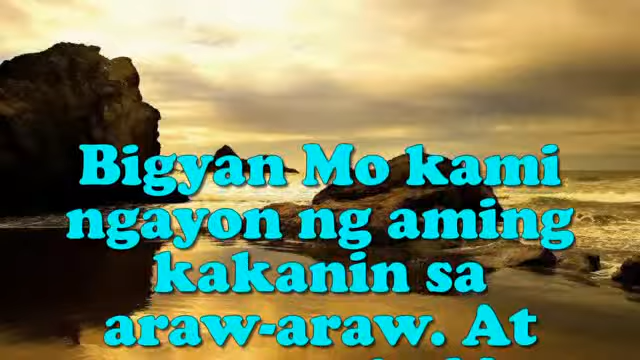 Bigyan Mo kami
ngayon ng aming
kakanin sa
araw-araw. At